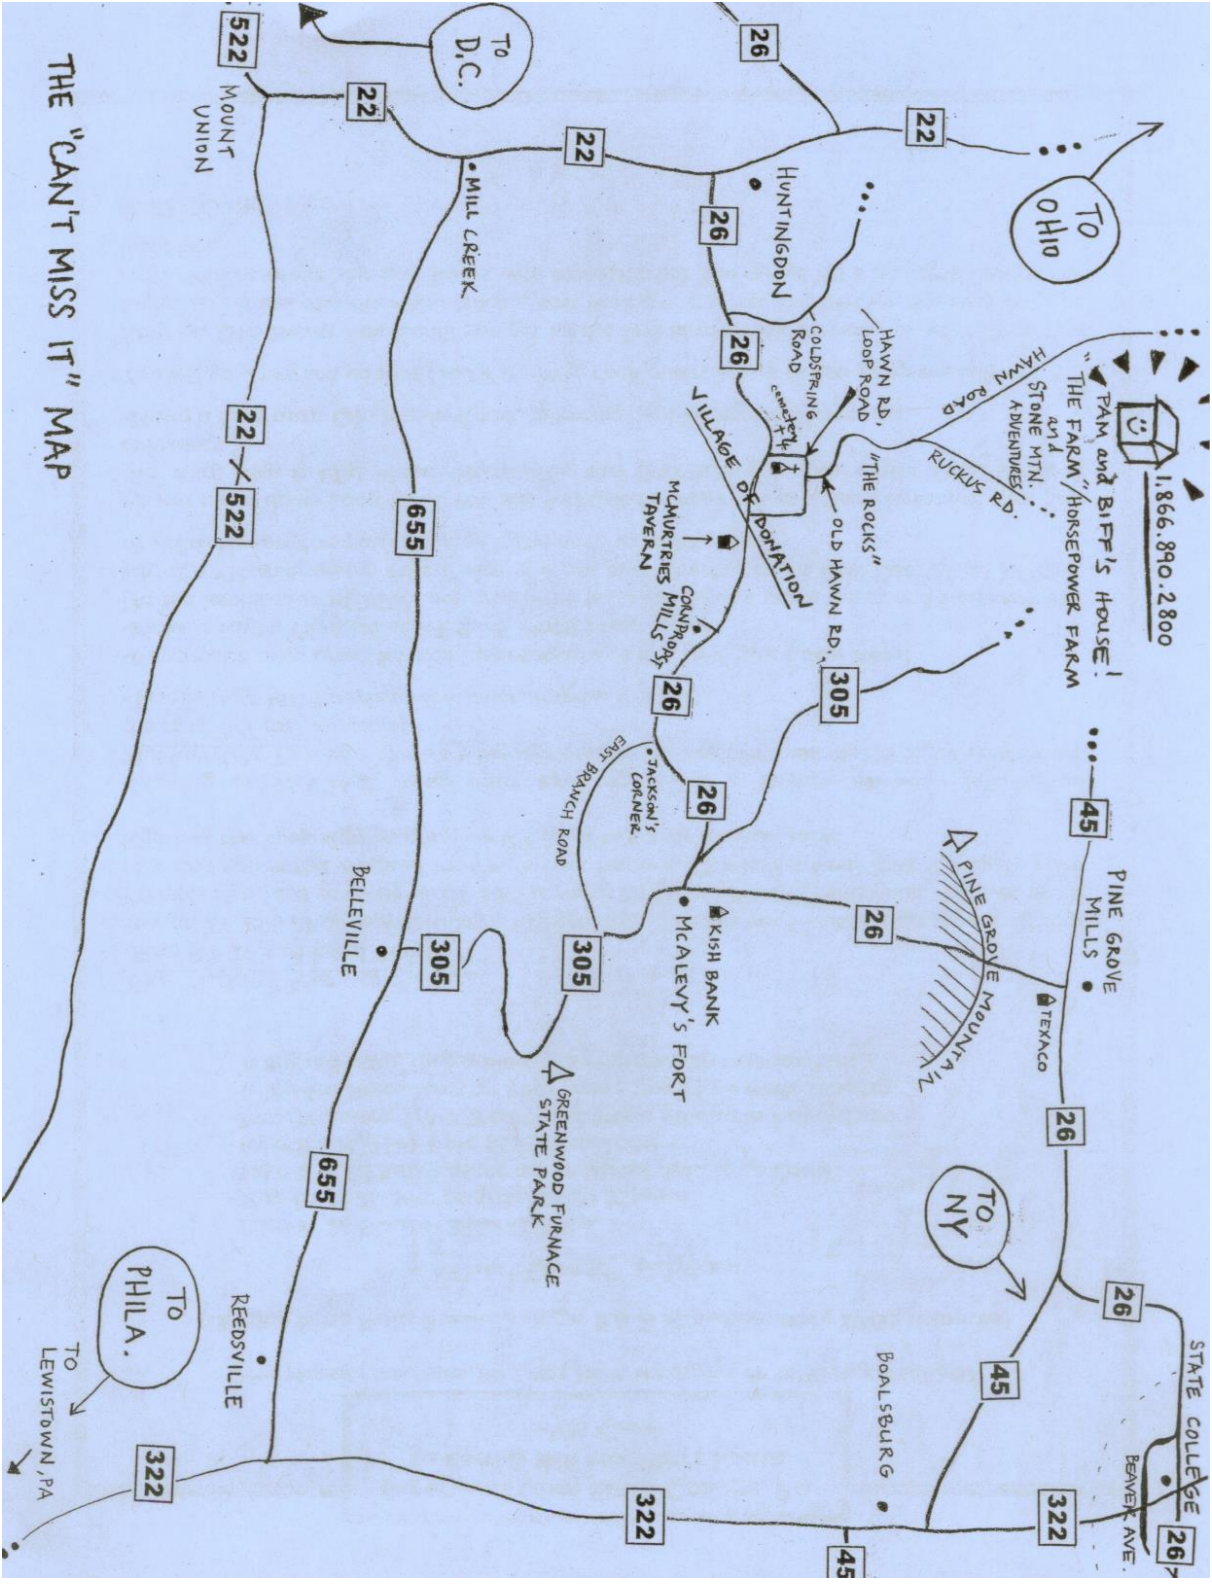 1.866.890.2800
"PAM and BIFF'S HOUSE!
"THE FARM"/HORSEPOWER FARM
and
STONE MTN.
ADVENTURES
STATE COLLEGE
26
BEAVER AVE.
26
TO
OHIO
45
PINE GROVE
MILLS
26
322
TEXACO
HAWN ROAD
RUCKUS RD.
PINE GROVE MOUNTAIN
TO
NY
45
22
HAWN RD,
LOOP ROAD
"THE ROCKS"
26
BOALSBURG
45
OLD HAWN RD.
305
COLDSPRING
ROAD
cemetery
HUNTINGDON
26
26
26
VILLAGE OF DONATION
KISH BANK
McALEVY'S FORT
26
McMURTRIES
TAVERN
CORNPROPST
MILLS
26
JACKSON'S
CORNER
322
22
EAST BRANCH ROAD
305
GREENWOOD FURNACE
STATE PARK
TO
D.C.
MILL CREEK
655
305
BELLEVILLE
655
22
522
MOUNT
UNION
22
522
REEDSVILLE
TO
PHILA.
322
TO
LEWISTOWN, PA
THE "CAN'T MISS IT" MAP